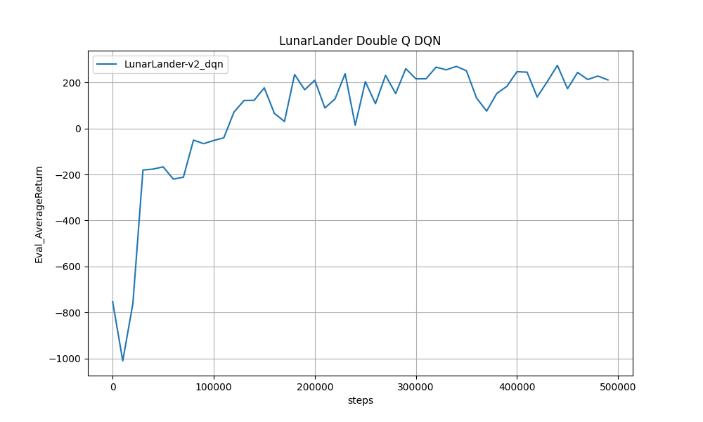 LunarLander Double Q DQN
LunarLander-v2_dqn
Eval_AverageReturn
200
0
−200
−400
−600
−800
−1000
0 100000 200000 300000 400000 500000
steps